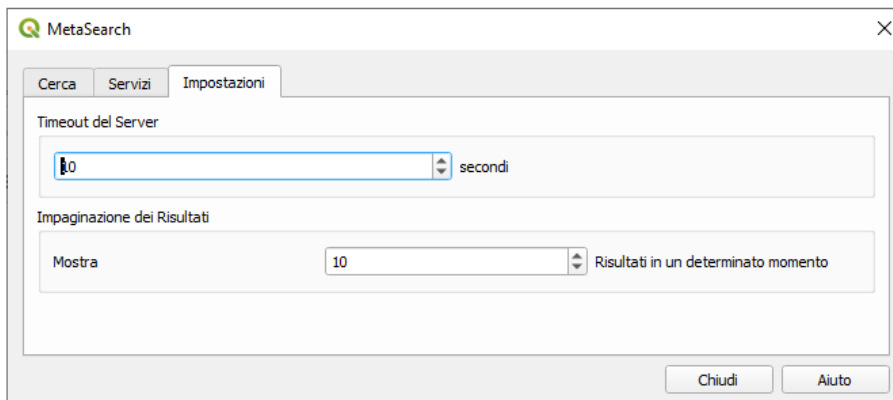 MetaSearch
Cerca Servizi Impostazioni
Timeout del Server
10 secondi
Impaginazione dei Risultati
Mostra 10 Risultati in un determinato momento
Chiudi Aiuto